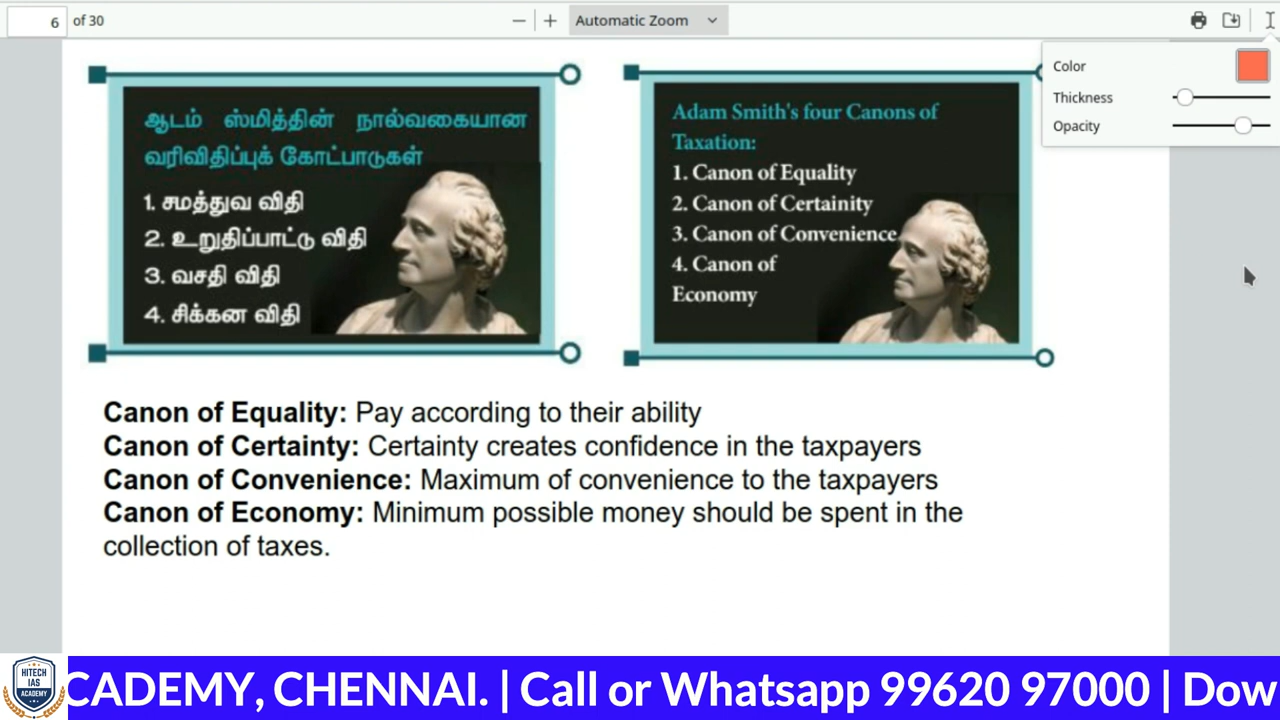 6 of 30
Automatic Zoom
Color
Thickness
Opacity
ஆடம் ஸ்மித்தின் நால்வகையான
வரிவிதிப்புக் கோட்பாடுகள்
1. சமத்துவ விதி
2. உறுதிப்பாட்டு விதி
3. வசதி விதி
4. சிக்கன விதி
Adam Smith's four Canons of
Taxation:
1. Canon of Equality
2. Canon of Certainity
3. Canon of Convenience
4. Canon of
Economy
Canon of Equality: Pay according to their ability
Canon of Certainty: Certainty creates confidence in the taxpayers
Canon of Convenience: Maximum of convenience to the taxpayers
Canon of Economy: Minimum possible money should be spent in the
collection of taxes.
HITECH
IAS
ACADEMY
CADEMY, CHENNAI. | Call or Whatsapp 99620 97000 | Dow